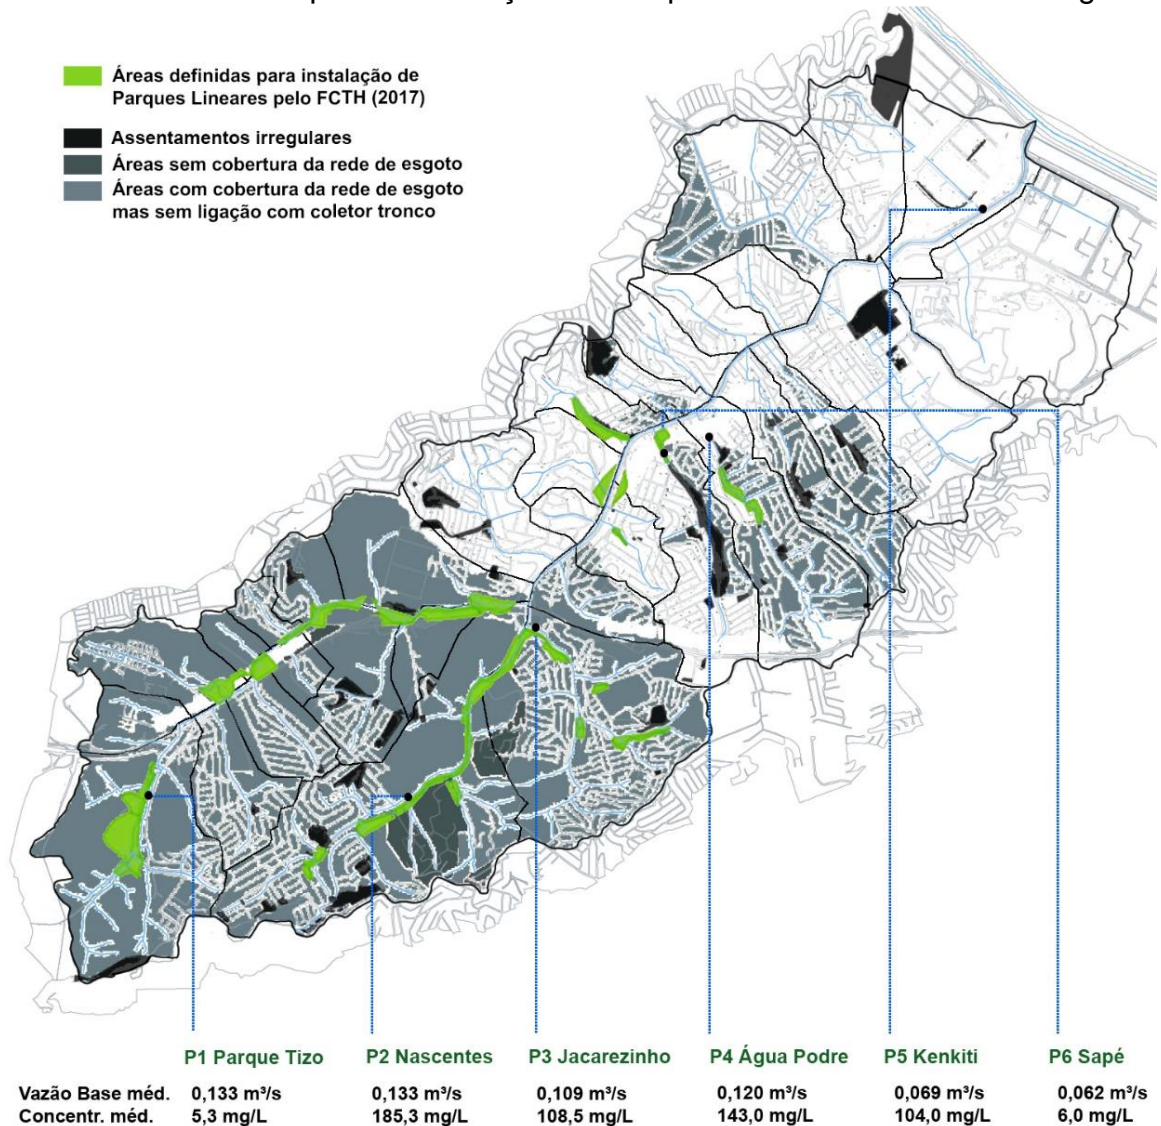 Áreas definidas para instalação de
Parques Lineares pelo FCTH (2017)
Assentamentos irregulares
Áreas sem cobertura da rede de esgoto
Áreas com cobertura da rede de esgoto
mas sem ligação com coletor tronco
P1 Parque Tizo P2 Nascentes P3 Jacarezinho P4 Água Podre P5 Kenkiti P6 Sapé
Vazão Base méd. 0,133 m³/s 0,133 m³/s 0,109 m³/s 0,120 m³/s 0,069 m³/s 0,062 m³/s
Concentr. méd. 5,3 mg/L 185,3 mg/L 108,5 mg/L 143,0 mg/L 104,0 mg/L 6,0 mg/L